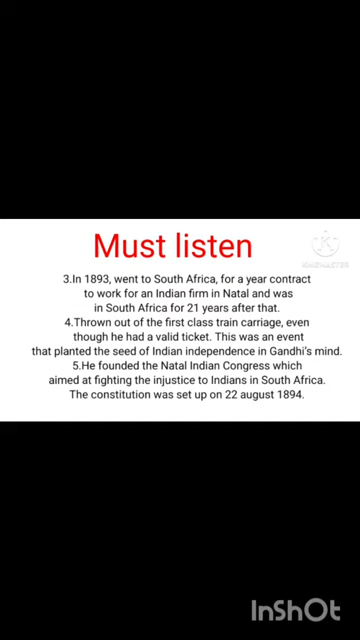 Must listen
KINEMASTER
3.In 1893, went to South Africa, for a year contract
to work for an Indian firm in Natal and was
in South Africa for 21 years after that.
4.Thrown out of the first class train carriage, even
though he had a valid ticket. This was an event
that planted the seed of Indian independence in Gandhi's mind.
5.He founded the Natal Indian Congress which
aimed at fighting the injustice to Indians in South Africa.
The constitution was set up on 22 august 1894.
InShOt